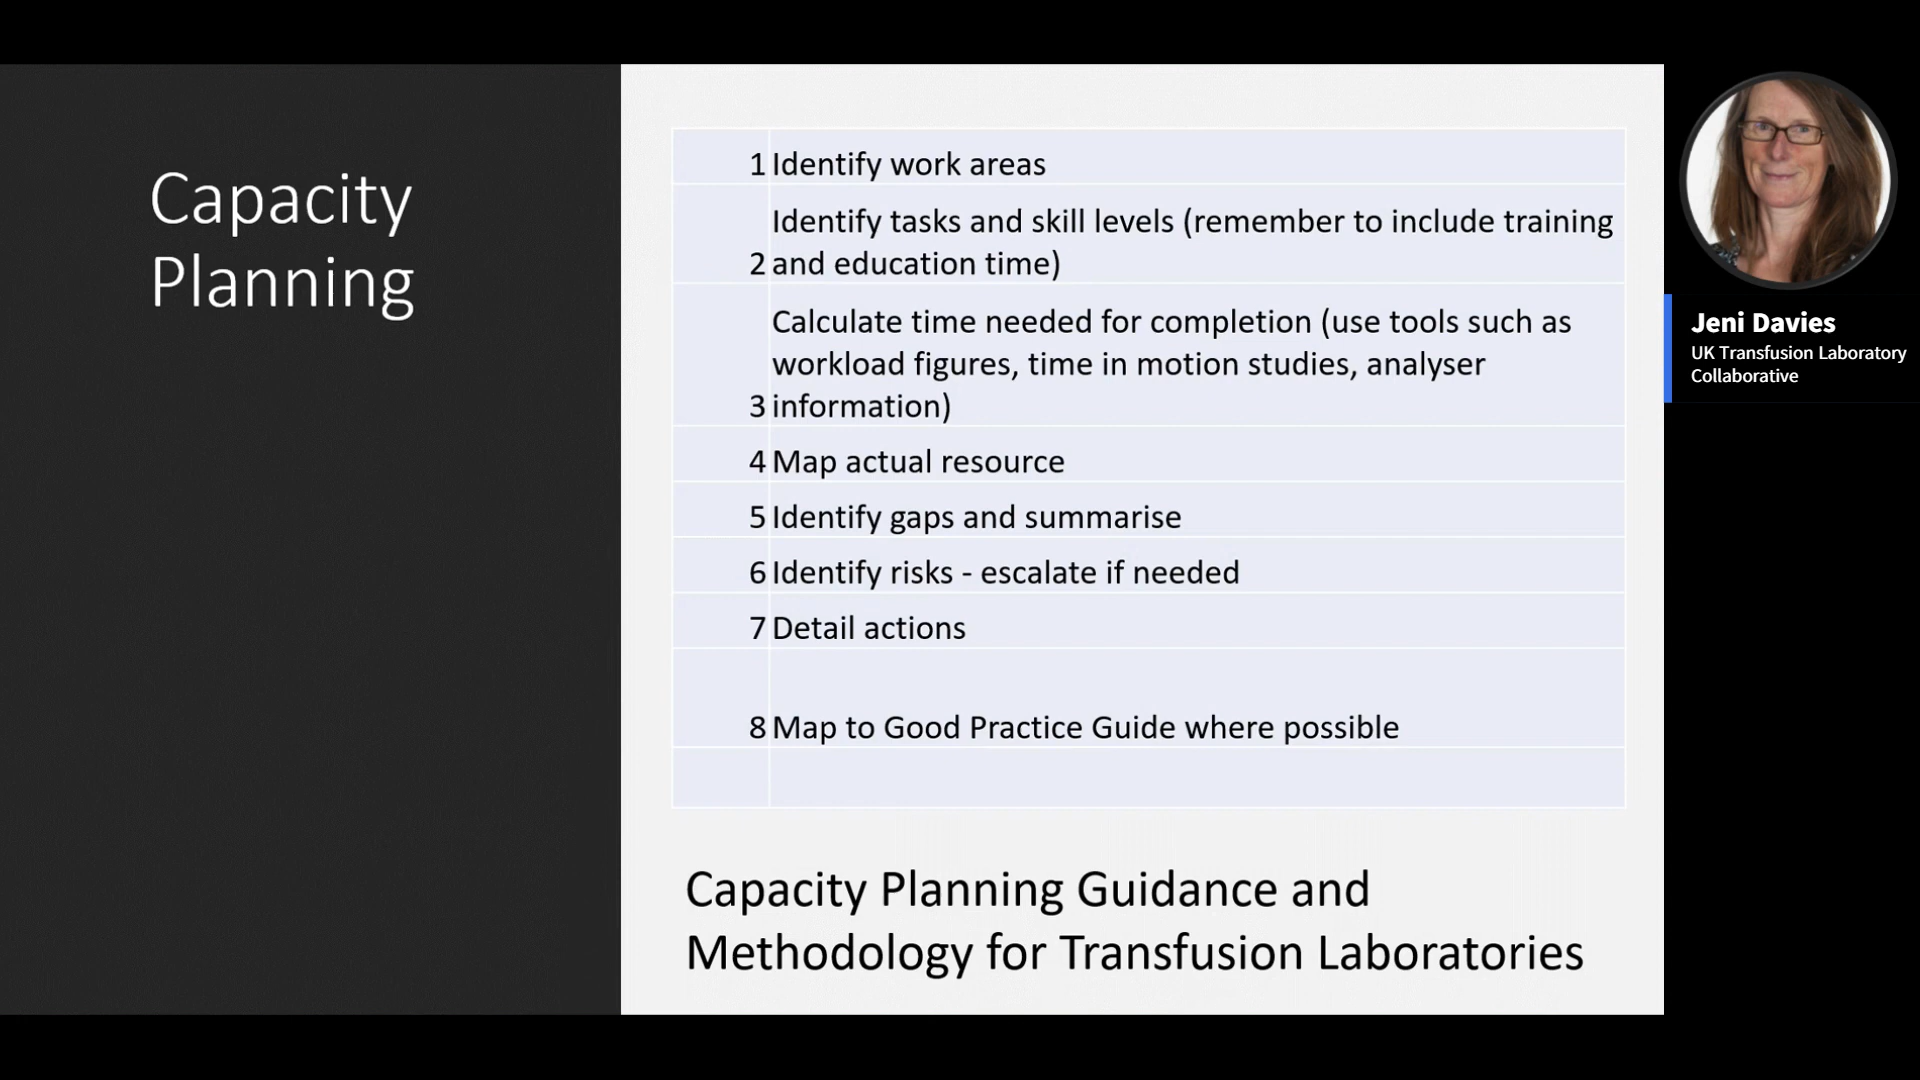 Capacity
Planning
1 Identify work areas
Identify tasks and skill levels (remember to include training
2 and education time)
Calculate time needed for completion (use tools such as
workload figures, time in motion studies, analyser
3 information)
4 Map actual resource
5 Identify gaps and summarise
6 Identify risks - escalate if needed
7 Detail actions
8 Map to Good Practice Guide where possible
Capacity Planning Guidance and
Methodology for Transfusion Laboratories
Jeni Davies
UK Transfusion Laboratory
Collaborative